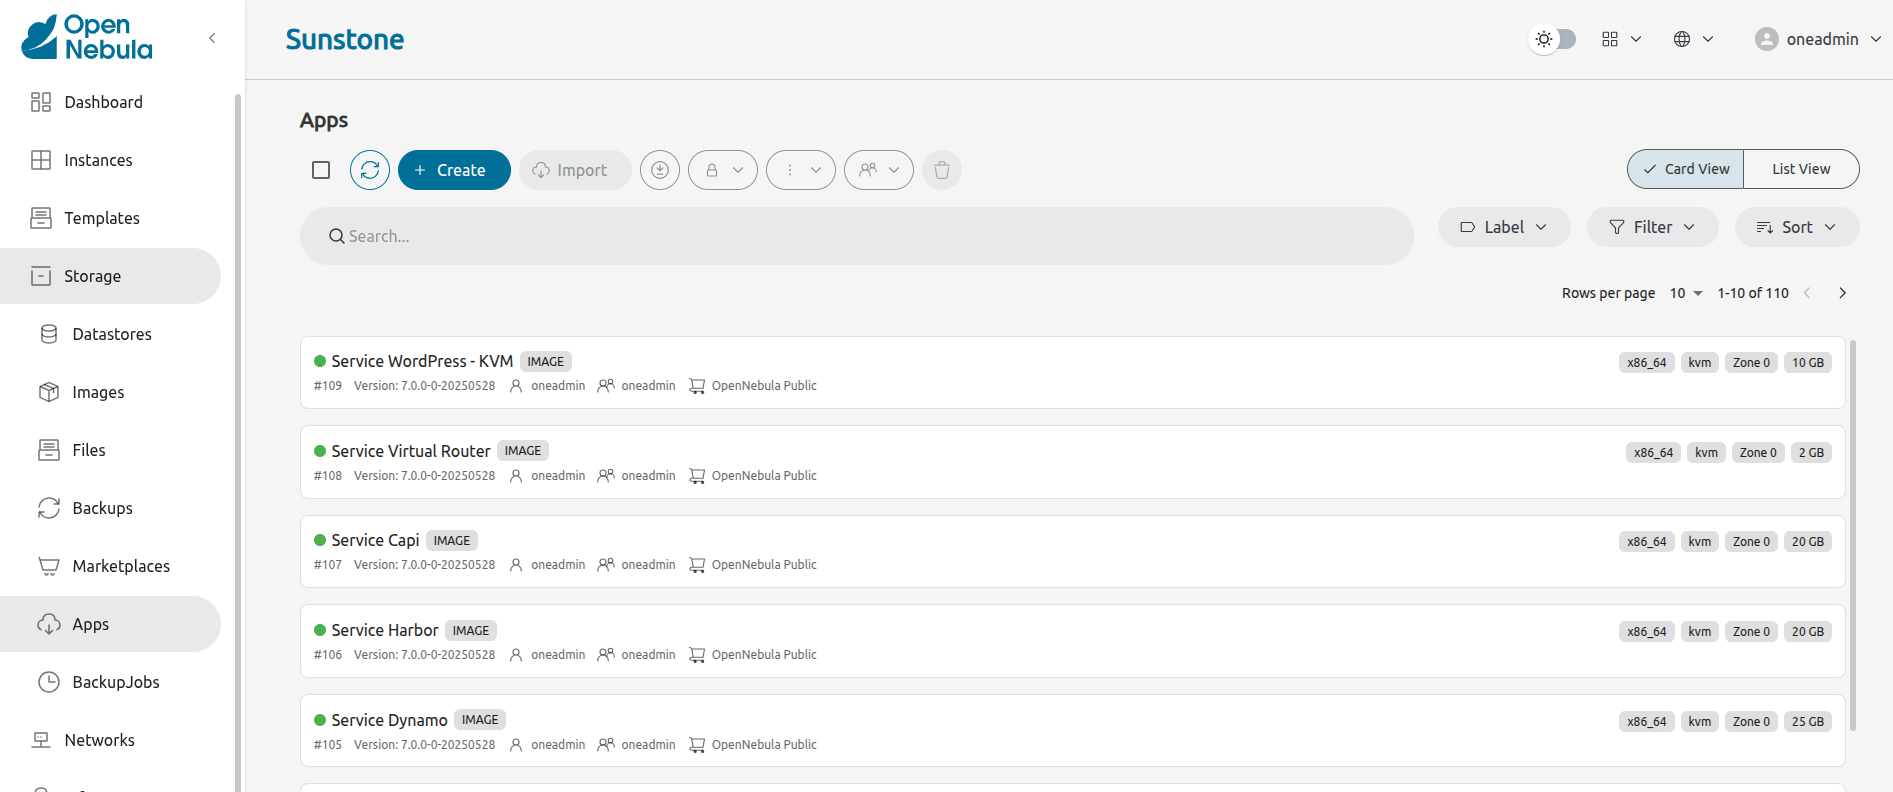 Open
Nebula
Sunstone
oneadmin
Dashboard
Instances
Templates
Storage
Datastores
Images
Files
Backups
Marketplaces
Apps
BackupJobs
Networks
Apps
+ Create
Import
Card View
List View
Search...
Label
Filter
Sort
Rows per page 10 1-10 of 110
Service WordPress - KVM IMAGE
x86_64 kvm Zone 0 10 GB
#109 Version: 7.0.0-0-20250528 oneadmin oneadmin OpenNebula Public
Service Virtual Router IMAGE
x86_64 kvm Zone 0 2 GB
#108 Version: 7.0.0-0-20250528 oneadmin oneadmin OpenNebula Public
Service Capi IMAGE
x86_64 kvm Zone 0 20 GB
#107 Version: 7.0.0-0-20250528 oneadmin oneadmin OpenNebula Public
Service Harbor IMAGE
x86_64 kvm Zone 0 20 GB
#106 Version: 7.0.0-0-20250528 oneadmin oneadmin OpenNebula Public
Service Dynamo IMAGE
x86_64 kvm Zone 0 25 GB
#105 Version: 7.0.0-0-20250528 oneadmin oneadmin OpenNebula Public